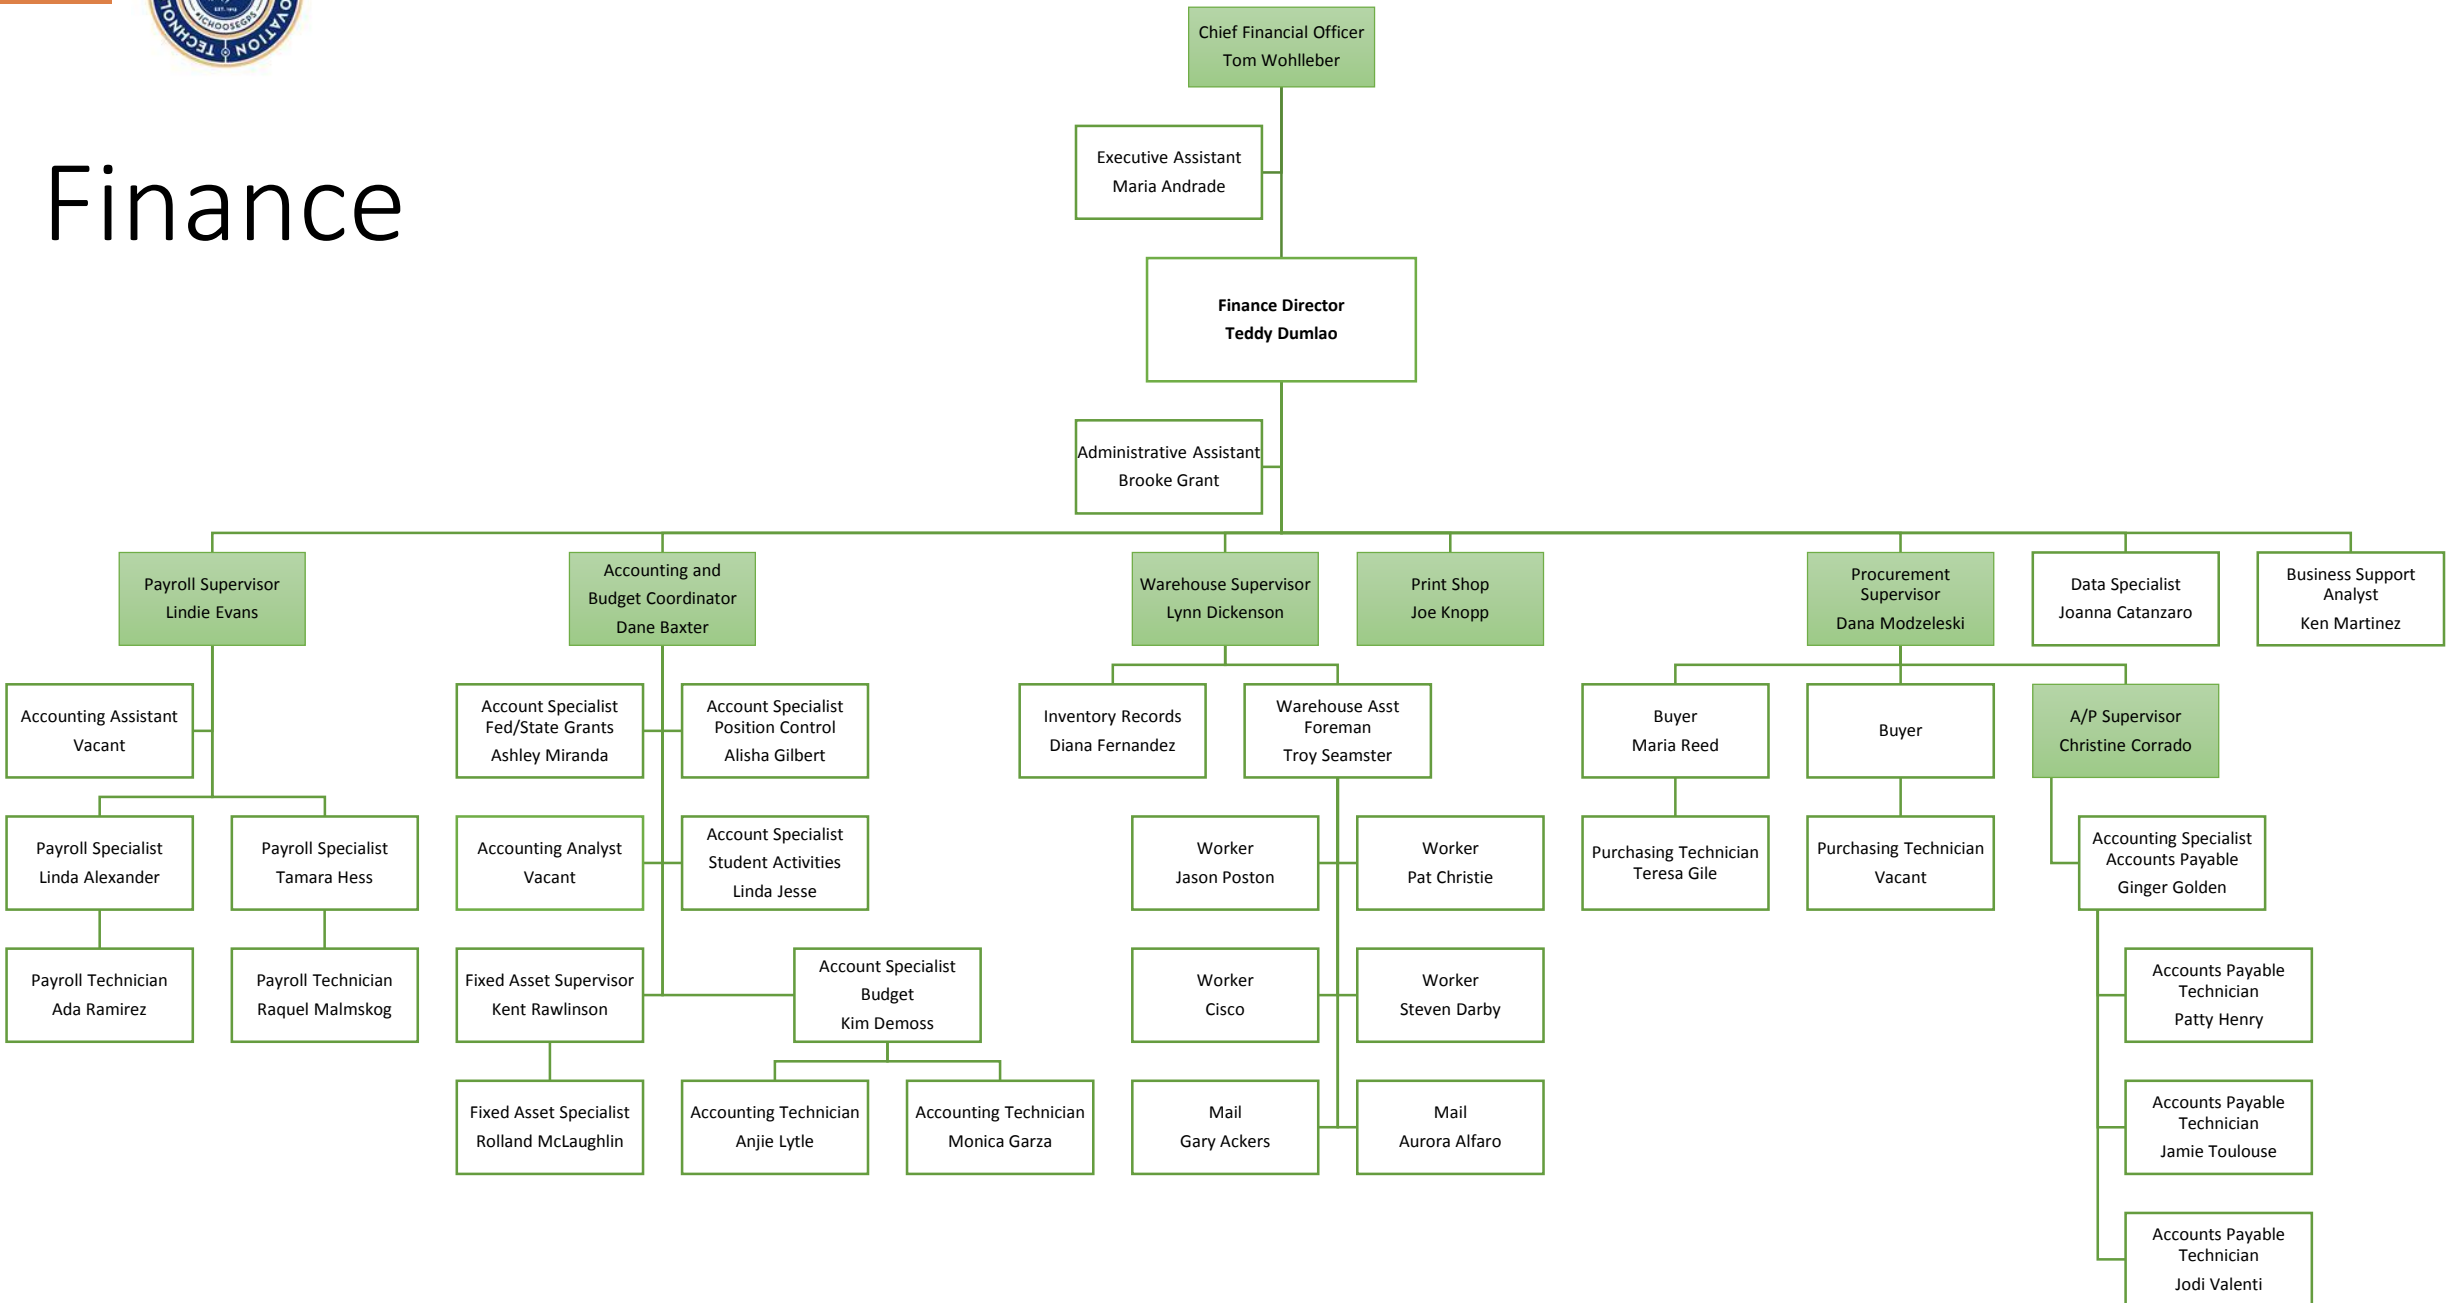 OVATION TECHNOL
EST. 1913
#ICHOOSEGPS
Finance
Chief Financial Officer
Tom Wohlleber
Executive Assistant
Maria Andrade
Finance Director
Teddy Dumlao
Administrative Assistant
Brooke Grant
Payroll Supervisor
Lindie Evans
Accounting and
Budget Coordinator
Dane Baxter
Warehouse Supervisor
Lynn Dickenson
Print Shop
Joe Knopp
Procurement
Supervisor
Dana Modzeleski
Data Specialist
Joanna Catanzaro
Business Support
Analyst
Ken Martinez
Accounting Assistant
Vacant
Account Specialist
Fed/State Grants
Ashley Miranda
Account Specialist
Position Control
Alisha Gilbert
Inventory Records
Diana Fernandez
Warehouse Asst
Foreman
Troy Seamster
Buyer
Maria Reed
Buyer
A/P Supervisor
Christine Corrado
Payroll Specialist
Linda Alexander
Payroll Specialist
Tamara Hess
Accounting Analyst
Vacant
Account Specialist
Student Activities
Linda Jesse
Worker
Jason Poston
Worker
Pat Christie
Purchasing Technician
Teresa Gile
Purchasing Technician
Vacant
Accounting Specialist
Accounts Payable
Ginger Golden
Payroll Technician
Ada Ramirez
Payroll Technician
Raquel Malmskog
Fixed Asset Supervisor
Kent Rawlinson
Account Specialist
Budget
Kim Demoss
Worker
Cisco
Worker
Steven Darby
Accounts Payable
Technician
Patty Henry
Fixed Asset Specialist
Rolland McLaughlin
Accounting Technician
Anjie Lytle
Accounting Technician
Monica Garza
Mail
Gary Ackers
Mail
Aurora Alfaro
Accounts Payable
Technician
Jamie Toulouse
Accounts Payable
Technician
Jodi Valenti